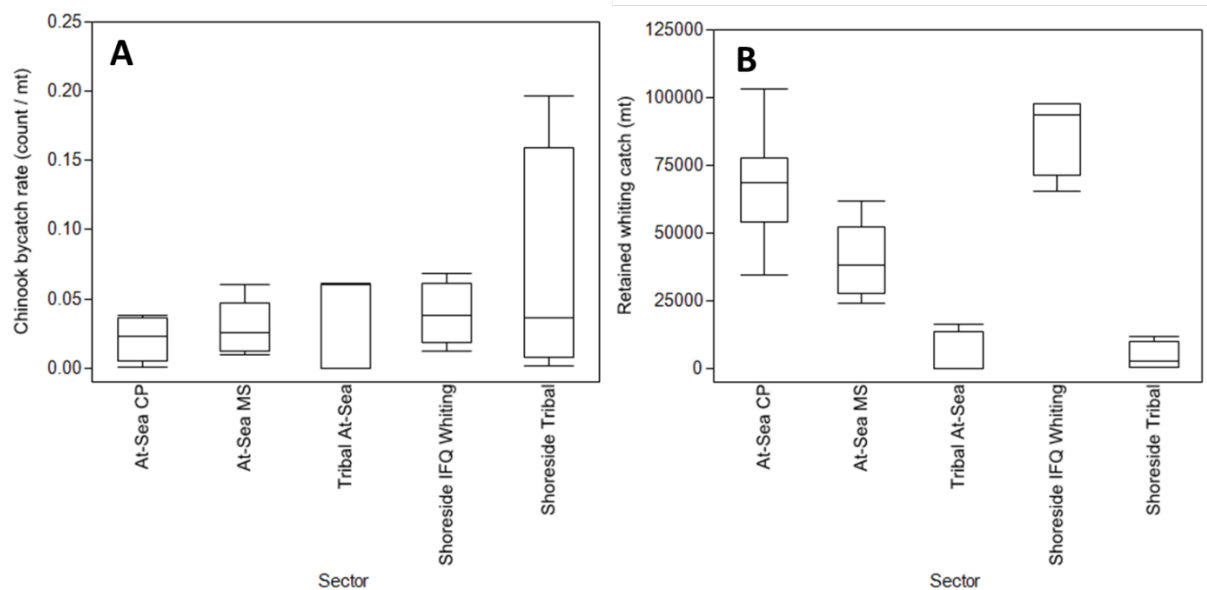 A
Chinook bycatch rate (count / mt)
0.25
0.20
0.15
0.10
0.05
0.00
At-Sea CP
At-Sea MS
Tribal At-Sea
Shoreside IFQ Whiting
Shoreside Tribal
Sector
B
Retained whiting catch (mt)
125000
100000
75000
50000
25000
0
At-Sea CP
At-Sea MS
Tribal At-Sea
Shoreside IFQ Whiting
Shoreside Tribal
Sector